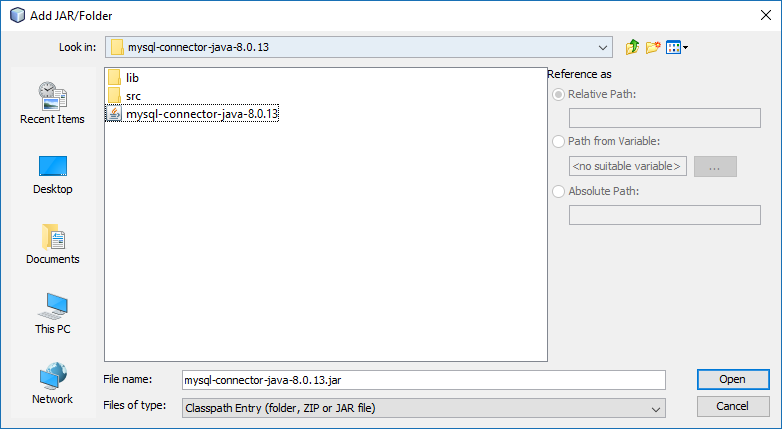 Add JAR/Folder
Look in:
mysql-connector-java-8.0.13
Recent Items
Desktop
Documents
This PC
Network
lib
src
mysql-connector-java-8.0.13
Reference as
Relative Path:
Path from Variable:
<no suitable variable>
...
Absolute Path:
File name:
mysql-connector-java-8.0.13.jar
Open
Files of type:
Classpath Entry (folder, ZIP or JAR file)
Cancel